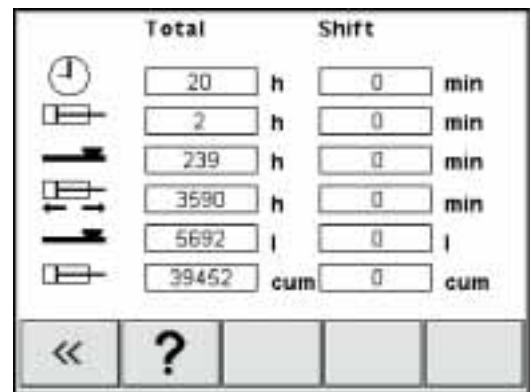 Total Shift
20 h 0 min
2 h 0 min
239 h 0 min
3590 h 0 min
5692 l 0 l
39452 cum 0 cum
« ?